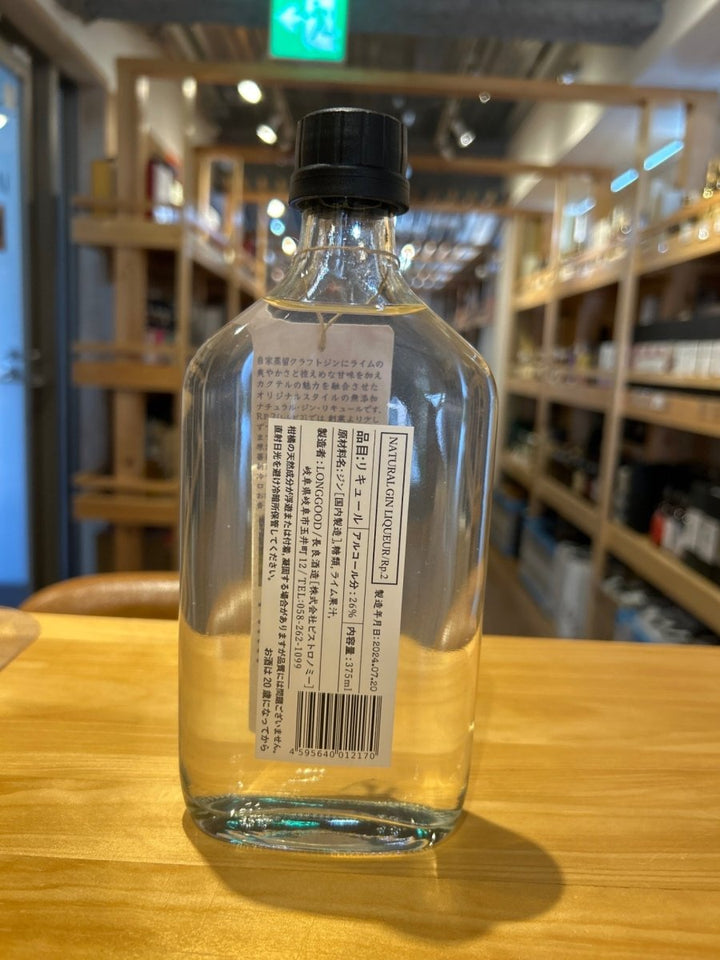 自家蒸留クラフトジンにライムの
爽やかさと控えめな甘味を加え
カクテルの魅力を融合させた
オリジナルスタイルの無添加
ナチュラル・ジン・リキュールです。
NATURAL GIN LIQUEUR/Rp.2
製造年月日:2024.07.20
品目:リキュール アルコール分:26% 内容量:375ml
原材料名:ジン[国内製造]、糖類、ライム果汁、
製造者:LONGGOOD/長良酒造[株式会社ビストロノミー]
岐阜県岐阜市玉井町12/TEL:058-262-1099
柑橘の天然成分が浮遊または付着、凝固する場合がありますが品質には問題ございません。
直射日光を避け冷暗所保管してください。 お酒は20歳になってから
4 595640 012170